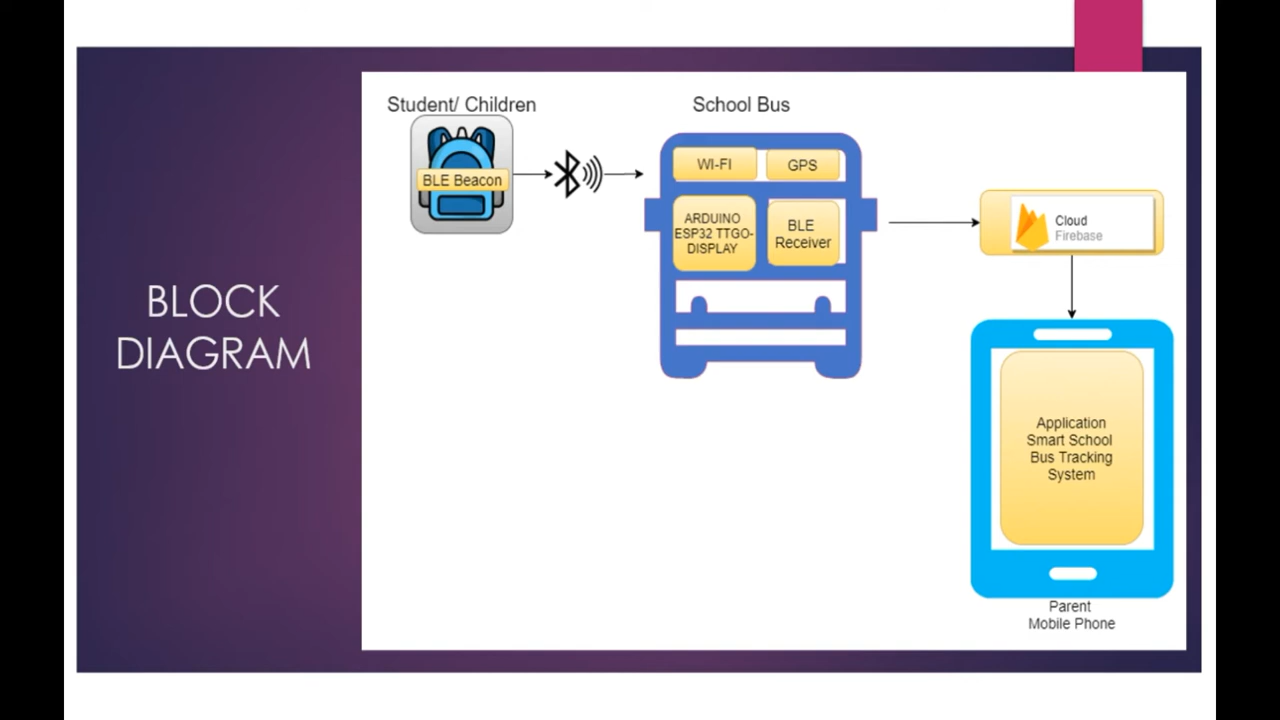 BLOCK
DIAGRAM
Student/ Children
BLE Beacon
School Bus
WI-FI
GPS
ARDUINO
ESP32 TTGO-
DISPLAY
BLE
Receiver
Cloud
Firebase
Application
Smart School
Bus Tracking
System
Parent
Mobile Phone